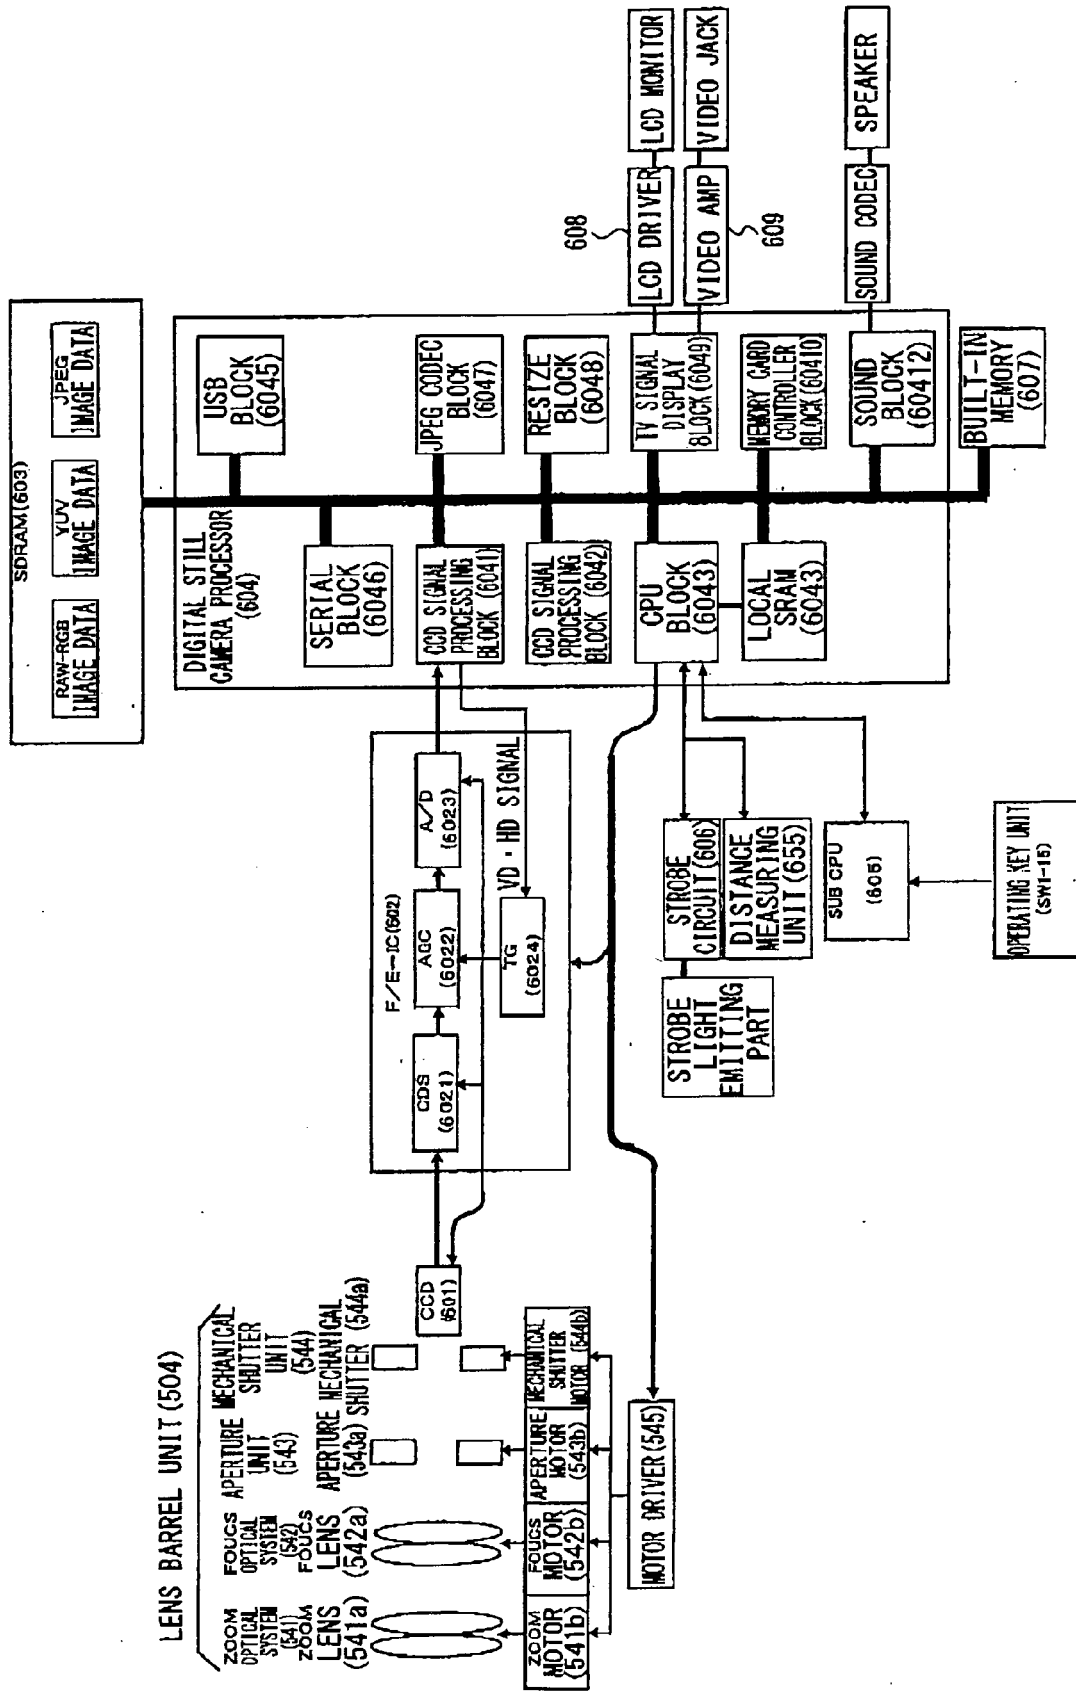 LENS BARREL UNIT(504)
ZOOM
OPTICAL
SYSTEM
(541)
ZOOM
LENS
(541a)
FOUCS
OPTICAL
SYSTEM
(542)
FOUCS
LENS
(542a)
APERTURE
UNIT
(543)
APERTURE
(543a)
MECHANICAL
SHUTTER
UNIT
(544)
MECHANICAL
SHUTTER (544a)
ZOOM
MOTOR
(541b)
FOUCS
MOTOR
(542b)
APERTURE
MOTOR
(543b)
MECHANICAL
SHUTTER
MOTOR (544b)
MOTOR DRIVER(545)
CCD
(601)
F/E-IC(602)
CDS
(6021)
AGC
(6022)
A/D
(6023)
TG
(6024)
VD・HD SIGNAL
STROBE
LIGHT
EMITTING
PART
STROBE
CIRCUIT(606)
DISTANCE
MEASURING
UNIT(655)
SUB CPU
(605)
OPERATING KEY UNIT
(SW1-15)
SDRAM(603)
RAW-RGB
IMAGE DATA
YUV
IMAGE DATA
JPEG
IMAGE DATA
DIGITAL STILL
CAMERA PROCESSOR
(604)
SERIAL
BLOCK
(6046)
CCD SIGNAL
PROCESSING
BLOCK (6041)
CCD SIGNAL
PROCESSING
BLOCK (6042)
CPU
BLOCK
(6043)
LOCAL
SRAM
(6043)
USB
BLOCK
(6045)
JPEG CODEC
BLOCK
(6047)
RESIZE
BLOCK
(6048)
TV SIGNAL
DISPLAY
BLOCK(6049)
MEMORY CARD
CONTROLLER
BLOCK(60410)
SOUND
BLOCK
(60412)
BUILT-IN
MEMORY
(607)
608
LCD DRIVER
LCD MONITOR
VIDEO AMP
VIDEO JACK
609
SOUND CODEC
SPEAKER